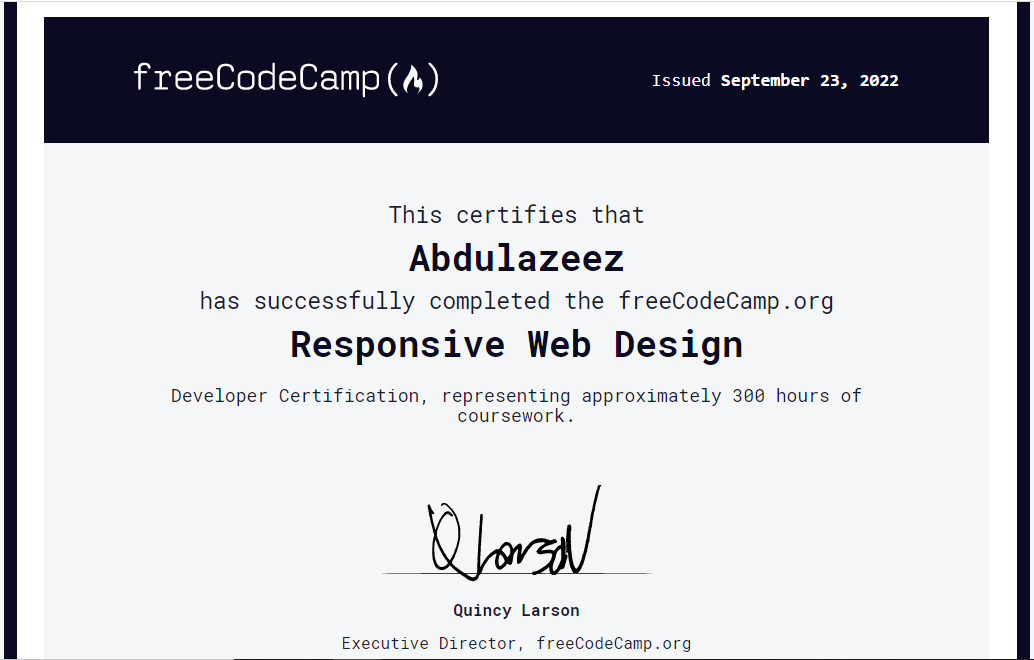 freeCodeCamp
Issued September 23, 2022
This certifies that
Abdulazeez
has successfully completed the freeCodeCamp.org
Responsive Web Design
Developer Certification, representing approximately 300 hours of
coursework.
Q Larson
Quincy Larson
Executive Director, freeCodeCamp.org